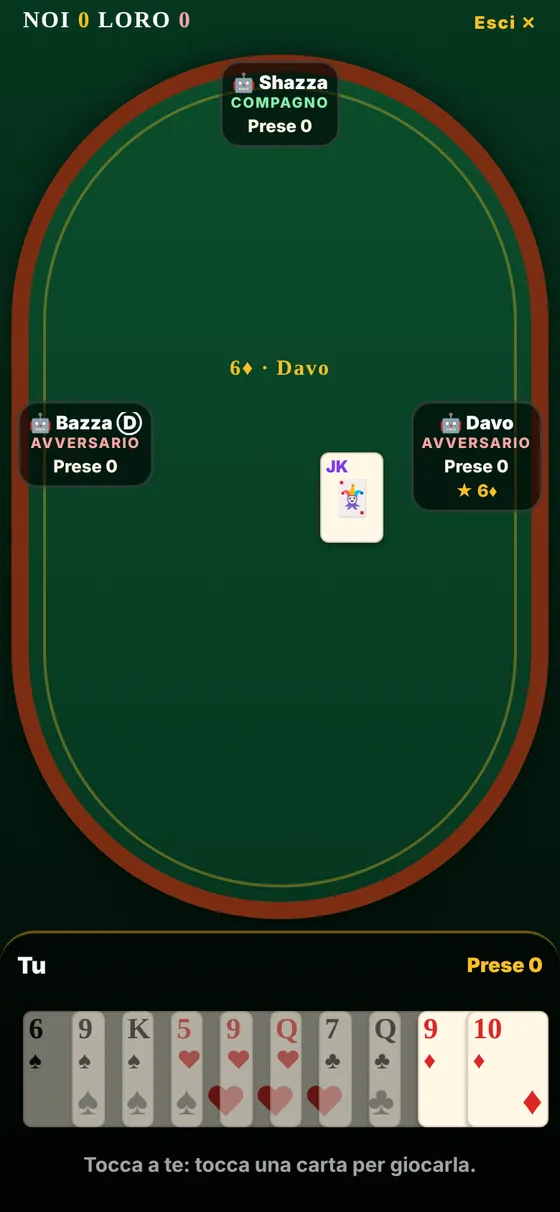 NOI 0 LORO 0
Esci ×
🤖 Shazza
COMPAGNO
Prese 0
6♦ · Davo
🤖 Bazza Ⓓ
AVVERSARIO
Prese 0
🤖 Davo
AVVERSARIO
Prese 0
★ 6♦
JK
Tu
Prese 0
6♠ 9♠ K♠ 5♥ 9♥ Q♥ 7♣ Q♣ 9♦ 10♦
Tocca a te: tocca una carta per giocarla.